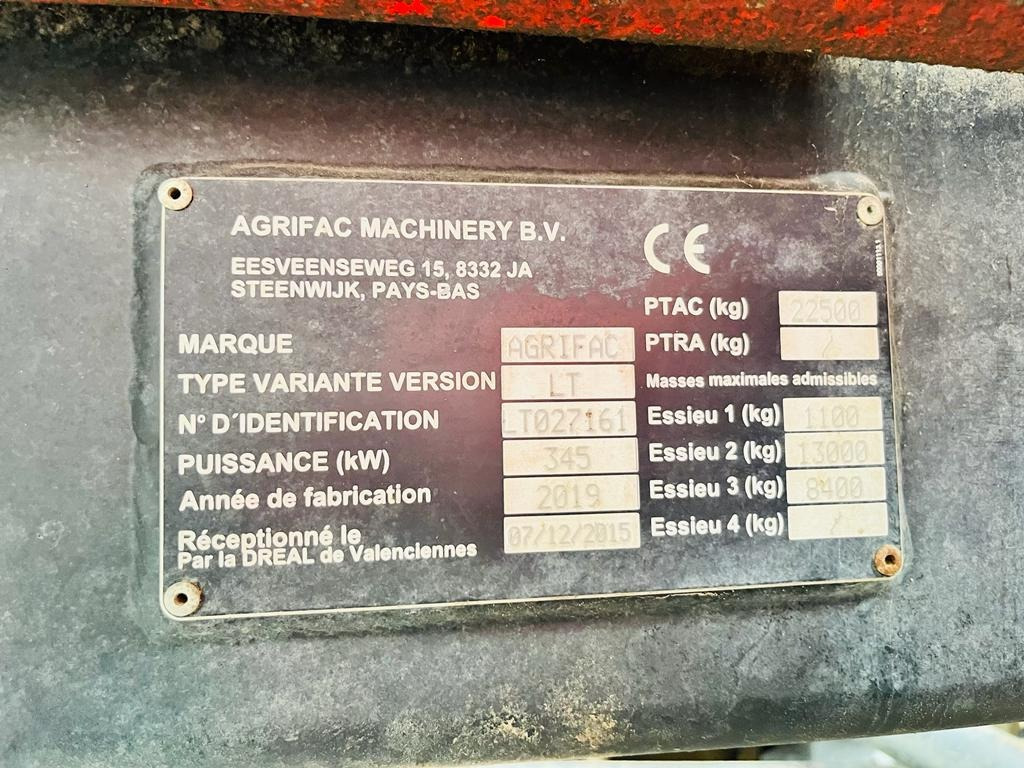 AGRIFAC MACHINERY B.V.
EESVEENSEWEG 15, 8332 JA
STEENWIJK, PAYS-BAS
CE
MARQUE AGRIFAC
TYPE VARIANTE VERSION LT
N° D´IDENTIFICATION LT027161
PUISSANCE (kW) 345
Année de fabrication 2019
Réceptionné le 07/12/2015
Par la DREAL de Valenciennes
PTAC (kg) 22500
PTRA (kg) /
Masses maximales admissibles
Essieu 1 (kg) 1100
Essieu 2 (kg) 13000
Essieu 3 (kg) 8400
Essieu 4 (kg) /